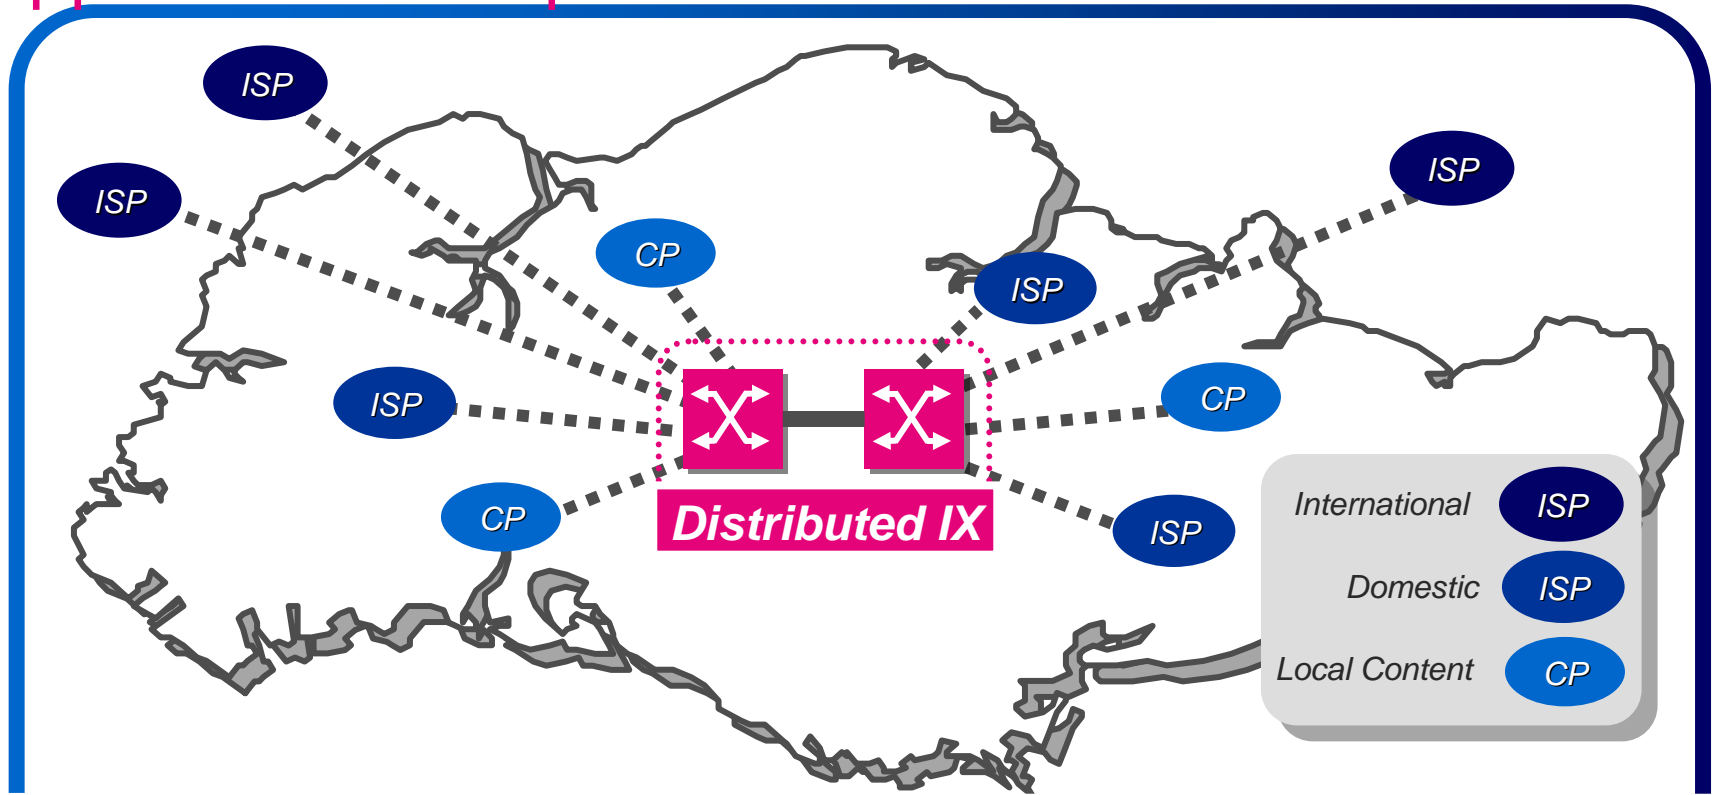 ISP
ISP
ISP
CP
ISP
ISP
CP
CP
Distributed IX
ISP
International ISP
Domestic ISP
Local Content CP